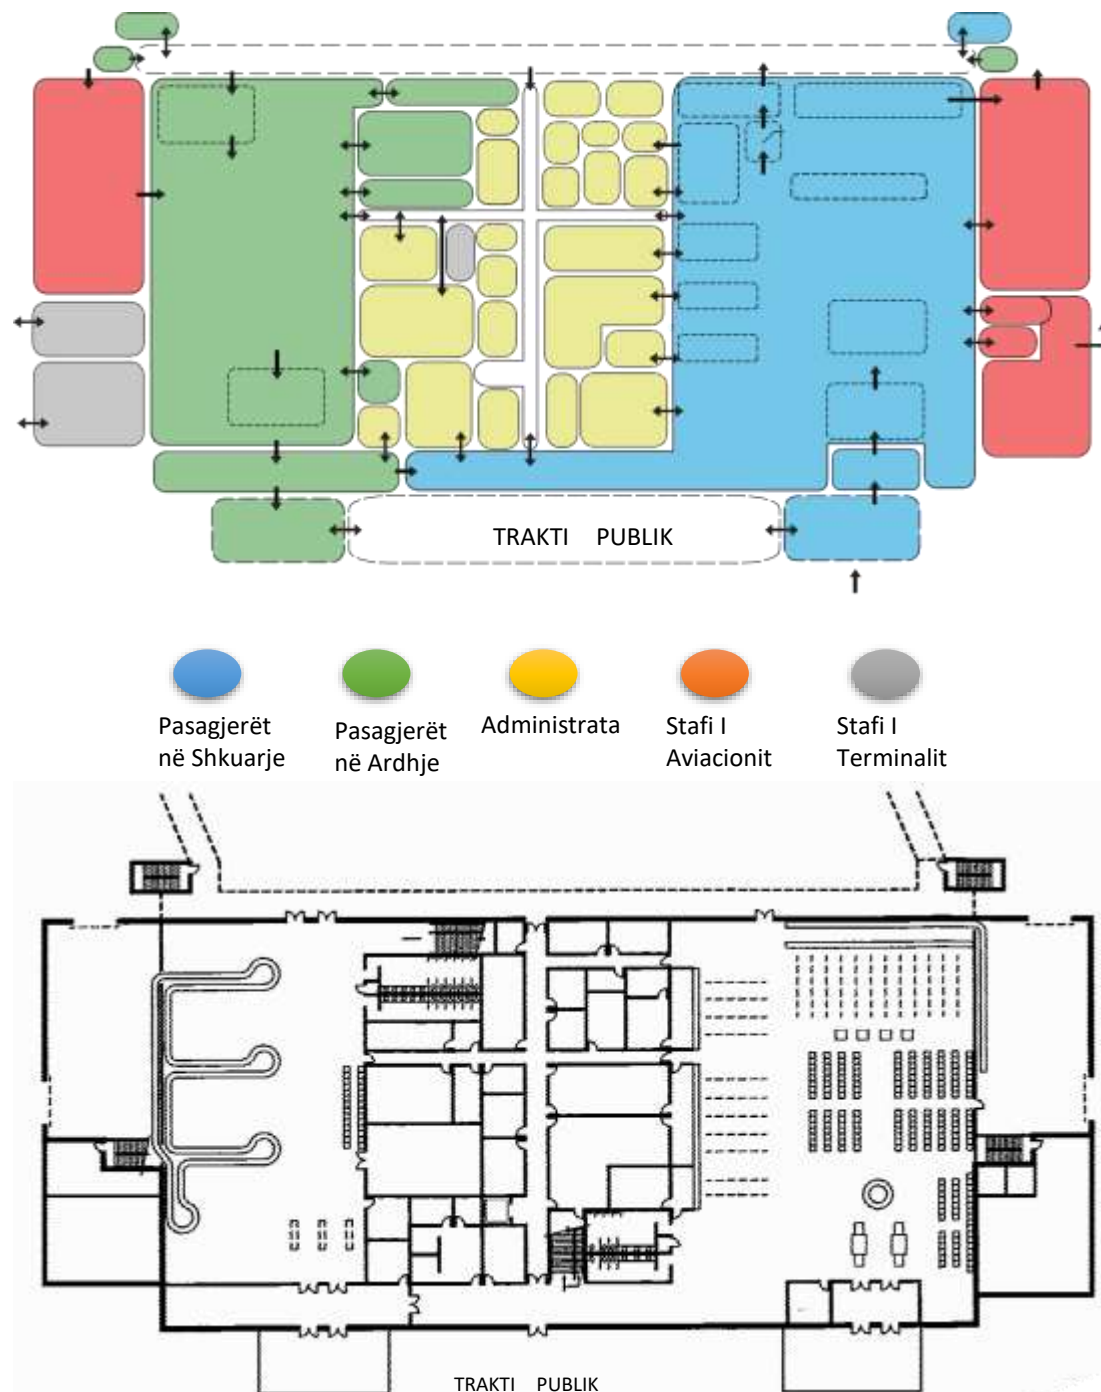 TRAKTI PUBLIK
Pasagjerët
në Shkuarje
Pasagjerët
në Ardhje
Administrata
Stafi I
Aviacionit
Stafi I
Terminalit
TRAKTI PUBLIK